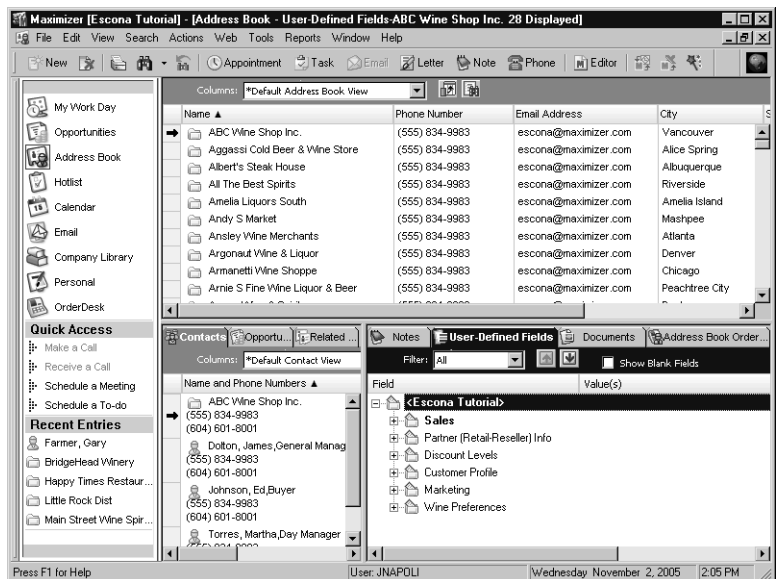 Maximizer [Escona Tutorial] - [Address Book - User-Defined Fields-ABC Wine Shop Inc. 28 Displayed]
File Edit View Search Actions Web Tools Reports Window Help
New Appointment Task Email Letter Note Phone Editor
My Work Day
Opportunities
Address Book
Hotlist
Calendar
Email
Company Library
Personal
OrderDesk
Quick Access
Make a Call
Receive a Call
Schedule a Meeting
Schedule a To-do
Recent Entries
Farmer, Gary
BridgeHead Winery
Happy Times Restaur...
Little Rock Dist
Main Street Wine Spir...
Columns: *Default Address Book View
Name ▲ Phone Number Email Address City S
ABC Wine Shop Inc. (555) 834-9983 escona@maximizer.com Vancouver
Aggassi Cold Beer & Wine Store (555) 834-9983 escona@maximizer.com Alice Spring
Albert's Steak House (555) 834-9983 escona@maximizer.com Albuquerque
All The Best Spirits (555) 834-9983 escona@maximizer.com Riverside
Amelia Liquors South (555) 834-9983 escona@maximizer.com Amelia Island
Andy S Market (555) 834-9983 escona@maximizer.com Mashpee
Ansley Wine Merchants (555) 834-9983 escona@maximizer.com Atlanta
Argonaut Wine & Liquor (555) 834-9983 escona@maximizer.com Denver
Armanetti Wine Shoppe (555) 834-9983 escona@maximizer.com Chicago
Arnie S Fine Wine Liquor & Beer (555) 834-9983 escona@maximizer.com Peachtree City
Contacts Opportu... Related ...
Columns: *Default Contact View
Name and Phone Numbers ▲
ABC Wine Shop Inc.
(555) 834-9983
(604) 601-8001
Dolton, James,General Manag
(555) 834-9983
(604) 601-8001
Johnson, Ed,Buyer
(555) 834-9983
(604) 601-8001
Torres, Martha,Day Manager
Notes User-Defined Fields Documents Address Book Order...
Filter: All Show Blank Fields
Field Value(s)
<Escona Tutorial>
Sales
Partner (Retail-Reseller) Info
Discount Levels
Customer Profile
Marketing
Wine Preferences
Press F1 for Help User: JNAPOLI Wednesday November 2, 2005 2:05 PM